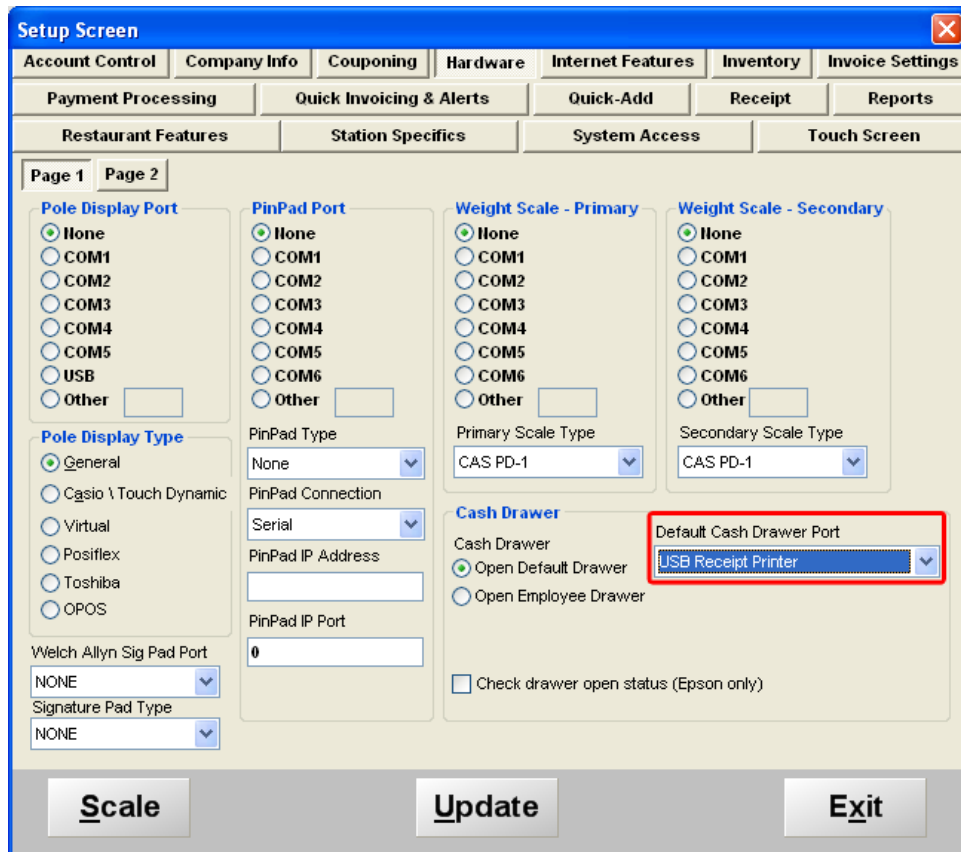 Setup Screen
Account Control Company Info Couponing Hardware Internet Features Inventory Invoice Settings
Payment Processing Quick Invoicing & Alerts Quick-Add Receipt Reports
Restaurant Features Station Specifics System Access Touch Screen
Page 1 Page 2
Pole Display Port
None
COM1
COM2
COM3
COM4
COM5
USB
Other
Pole Display Type
General
Casio \ Touch Dynamic
Virtual
Posiflex
Toshiba
OPOS
Welch Allyn Sig Pad Port
NONE
Signature Pad Type
NONE
PinPad Port
None
COM1
COM2
COM3
COM4
COM5
COM6
Other
PinPad Type
None
PinPad Connection
Serial
PinPad IP Address
PinPad IP Port
0
Weight Scale - Primary
None
COM1
COM2
COM3
COM4
COM5
COM6
Other
Primary Scale Type
CAS PD-1
Weight Scale - Secondary
None
COM1
COM2
COM3
COM4
COM5
COM6
Other
Secondary Scale Type
CAS PD-1
Cash Drawer
Cash Drawer
Open Default Drawer
Open Employee Drawer
Default Cash Drawer Port
USB Receipt Printer
Check drawer open status (Epson only)
Scale Update Exit